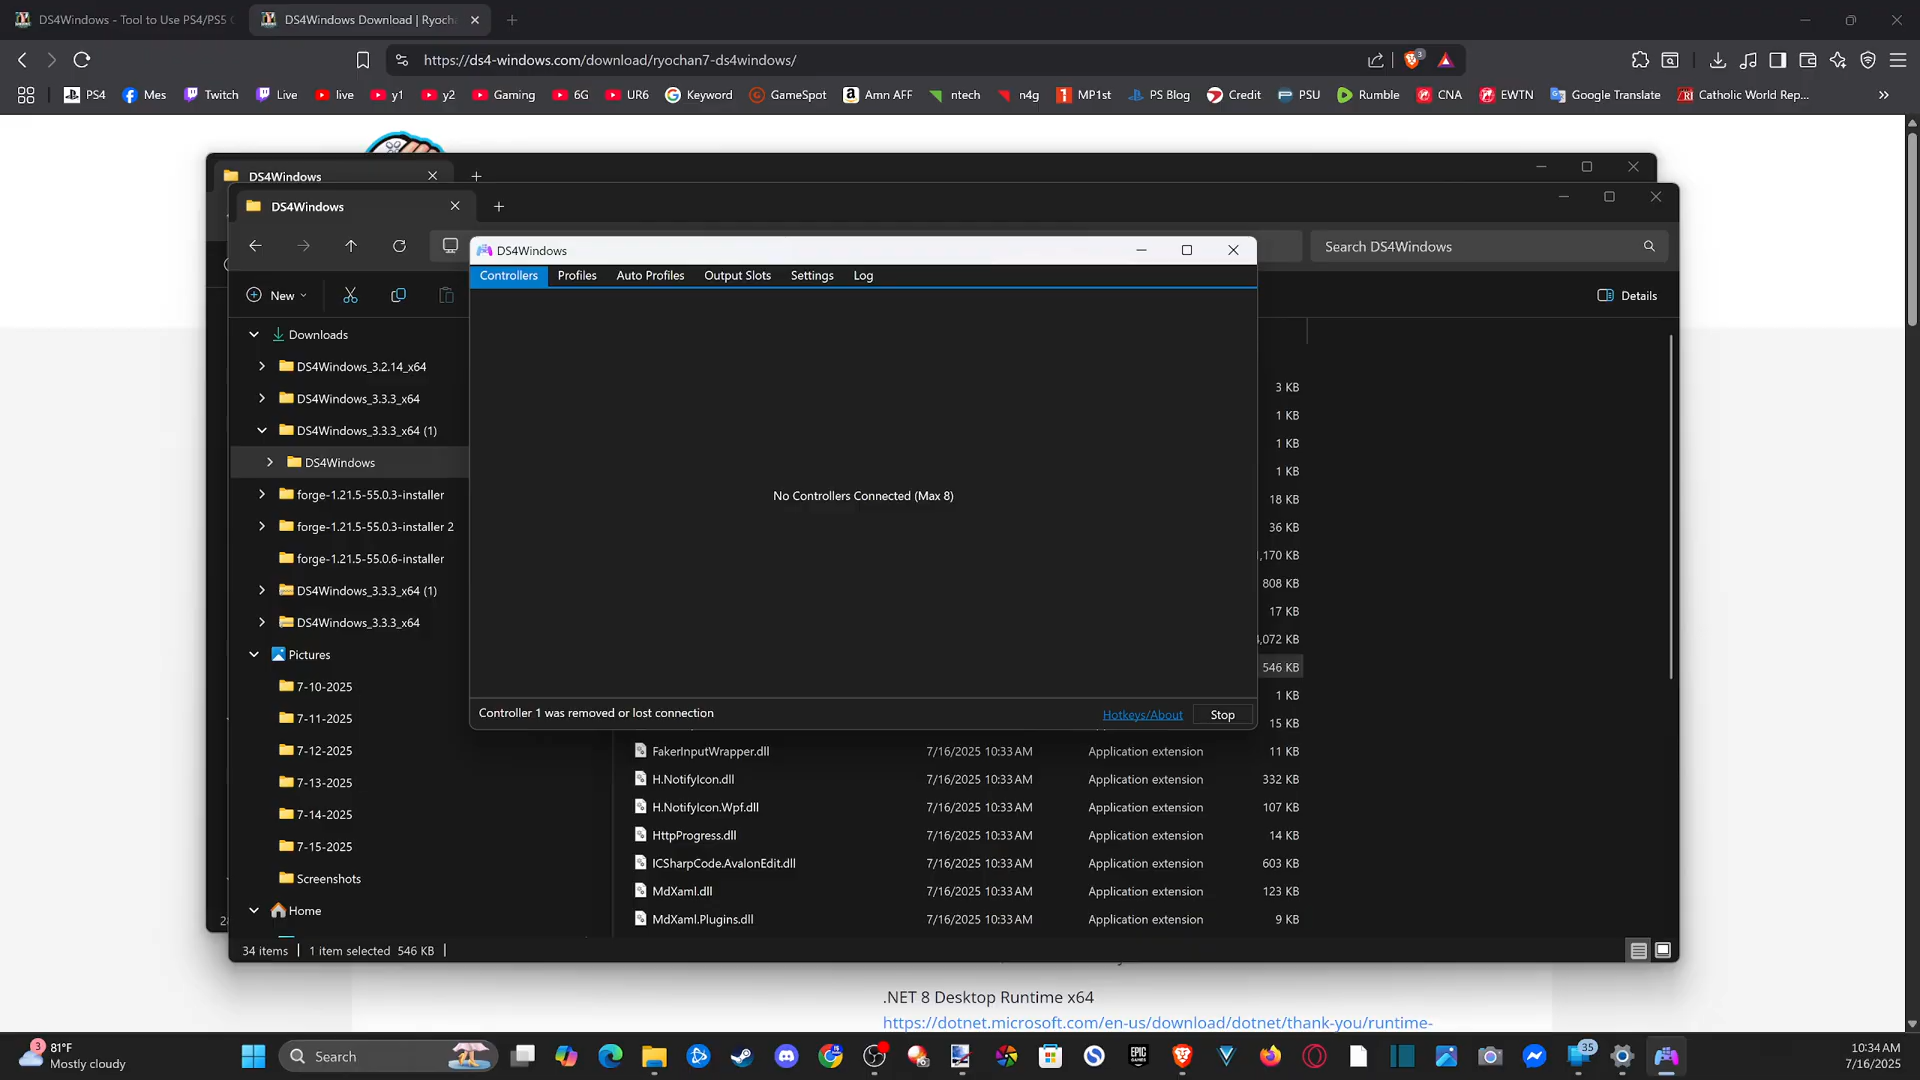 DS4Windows - Tool to Use PS4/PS5 C
DS4Windows Download | Ryocha
https://ds4-windows.com/download/ryochan7-ds4windows/
3
PS4
Mes
Twitch
Live
live
y1
y2
Gaming
6G
UR6
Keyword
GameSpot
Amn AFF
ntech
n4g
MP1st
PS Blog
Credit
PSU
Rumble
CNA
EWTN
Google Translate
Catholic World Rep...
DS4Windows
DS4Windows
Search DS4Windows
DS4Windows
Controllers
Profiles
Auto Profiles
Output Slots
Settings
Log
New
Details
Downloads
DS4Windows_3.2.14_x64
DS4Windows_3.3.3_x64
DS4Windows_3.3.3_x64 (1)
DS4Windows
forge-1.21.5-55.0.3-installer
forge-1.21.5-55.0.3-installer 2
forge-1.21.5-55.0.6-installer
DS4Windows_3.3.3_x64 (1)
DS4Windows_3.3.3_x64
Pictures
7-10-2025
7-11-2025
7-12-2025
7-13-2025
7-14-2025
7-15-2025
Screenshots
Home
No Controllers Connected (Max 8)
Controller 1 was removed or lost connection
Hotkeys/About
Stop
3 KB
1 KB
1 KB
1 KB
18 KB
36 KB
,170 KB
808 KB
17 KB
,072 KB
546 KB
1 KB
15 KB
FakerInputWrapper.dll 7/16/2025 10:33 AM Application extension 11 KB
H.NotifyIcon.dll 7/16/2025 10:33 AM Application extension 332 KB
H.NotifyIcon.Wpf.dll 7/16/2025 10:33 AM Application extension 107 KB
HttpProgress.dll 7/16/2025 10:33 AM Application extension 14 KB
ICSharpCode.AvalonEdit.dll 7/16/2025 10:33 AM Application extension 603 KB
MdXaml.dll 7/16/2025 10:33 AM Application extension 123 KB
MdXaml.Plugins.dll 7/16/2025 10:33 AM Application extension 9 KB
34 items
1 item selected 546 KB
.NET 8 Desktop Runtime x64
https://dotnet.microsoft.com/en-us/download/dotnet/thank-you/runtime-
3
81°F
Mostly cloudy
Search
EPIC GAMES
35
10:34 AM
7/16/2025